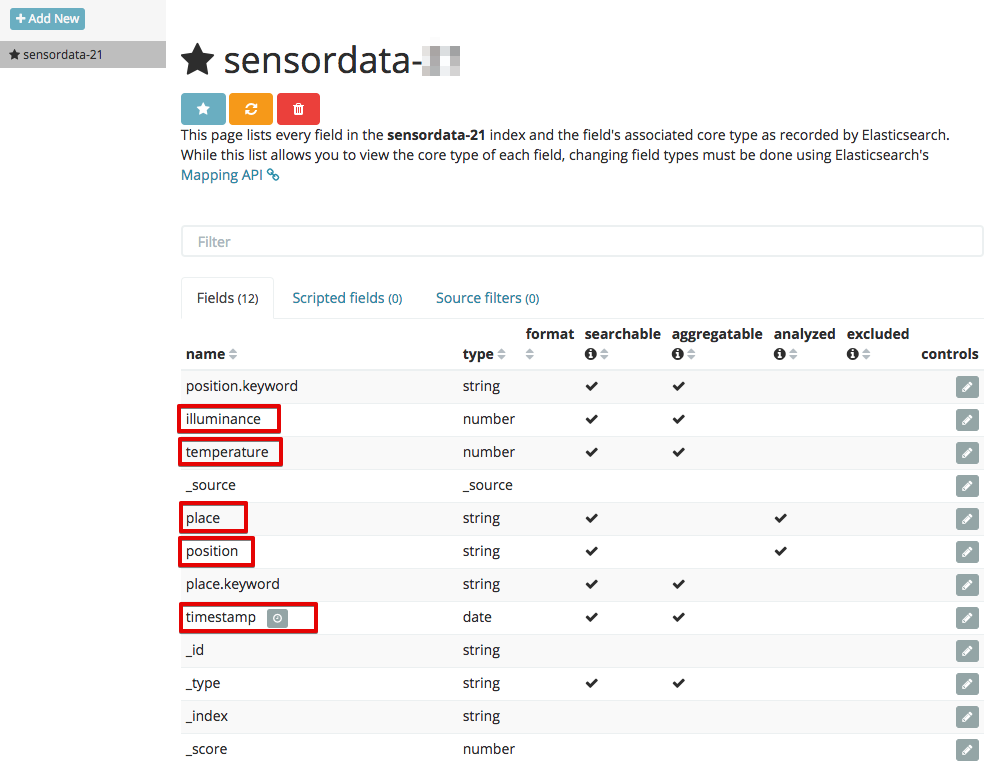 Add New
sensordata-21
sensordata-
This page lists every field in the sensordata-21 index and the field's associated core type as recorded by Elasticsearch.
While this list allows you to view the core type of each field, changing field types must be done using Elasticsearch's
Mapping API
Filter
Fields (12) Scripted fields (0) Source filters (0)
name type format searchable aggregatable analyzed excluded controls
position.keyword string
illuminance number
temperature number
_source _source
place string
position string
place.keyword string
timestamp date
_id string
_type string
_index string
_score number